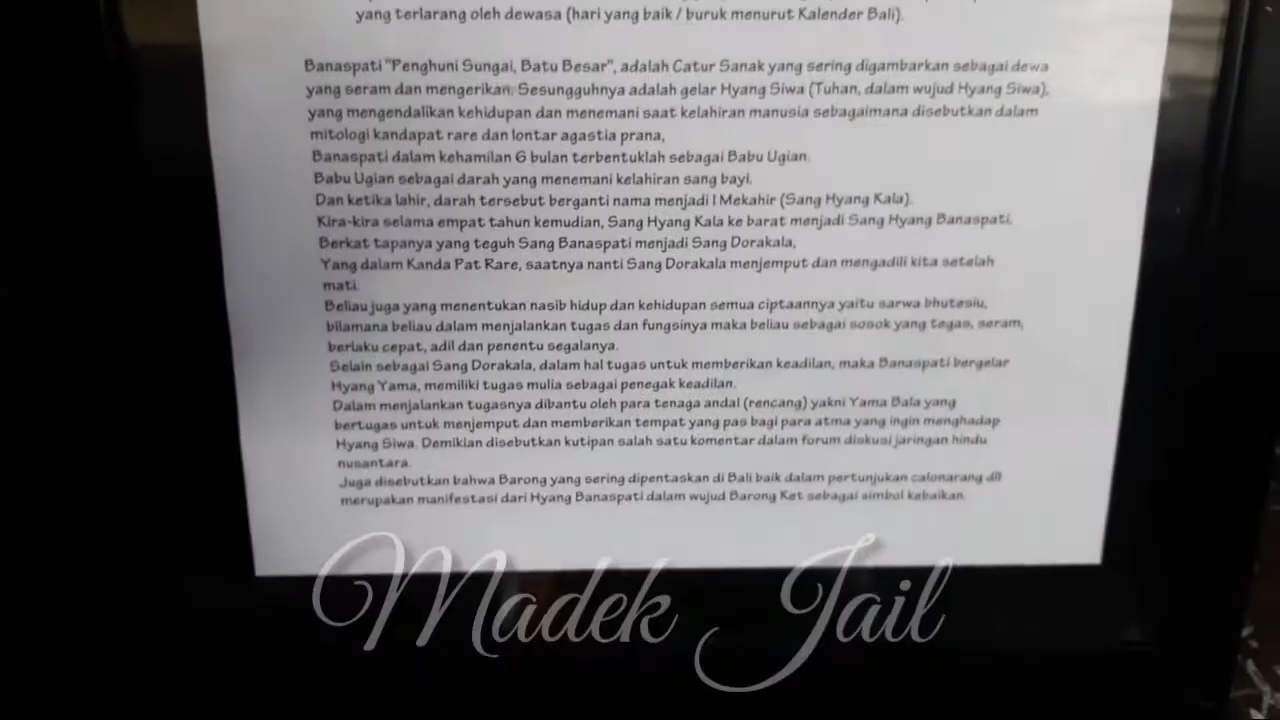 yang terlarang oleh dewasa (hari yang baik / buruk menurut Kalender Bali).
Banaspati "Penghuni Sungai, Batu Besar", adalah Catur Sanak yang sering digambarkan sebagai dewa
yang seram dan mengerikan. Sesungguhnya adalah gelar Hyang Siwa (Tuhan, dalam wujud Hyang Siwa),
yang mengendalikan kehidupan dan menemani saat kelahiran manusia sebagaimana disebutkan dalam
mitologi kandapat rare dan lontar agastia prana,
Banaspati dalam kehamilan 6 bulan terbentuklah sebagai Babu Ugian.
Babu Ugian sebagai darah yang menemani kelahiran sang bayi.
Dan ketika lahir, darah tersebut berganti nama menjadi I Mekahir (Sang Hyang Kala).
Kira-kira selama empat tahun kemudian, Sang Hyang Kala ke barat menjadi Sang Hyang Banaspati.
Berkat tapanya yang teguh Sang Banaspati menjadi Sang Dorakala,
Yang dalam Kanda Pat Rare, saatnya nanti Sang Dorakala menjemput dan mengadili kita setelah
mati.
Beliau juga yang menentukan nasib hidup dan kehidupan semua ciptaannya yaitu sarwa bhutesiu,
bilamana beliau dalam menjalankan tugas dan fungsinya maka beliau sebagai sosok yang tegas, seram,
berlaku cepat, adil dan penentu segalanya.
Selain sebagai Sang Dorakala, dalam hal tugas untuk memberikan keadilan, maka Banaspati bergelar
Hyang Yama, memiliki tugas mulia sebagai penegak keadilan.
Dalam menjalankan tugasnya dibantu oleh para tenaga andal (rencang) yakni Yama Bala yang
bertugas untuk menjemput dan memberikan tempat yang pas bagi para atma yang ingin menghadap
Hyang Siwa. Demikian disebutkan kutipan salah satu komentar dalam forum diskusi jaringan hindu
nusantara.
Juga disebutkan bahwa Barong yang sering dipentaskan di Bali baik dalam pertunjukan calonarang dll
merupakan manifestasi dari Hyang Banaspati dalam wujud Barong Ket sebagai simbol kebaikan.
Madek Jail